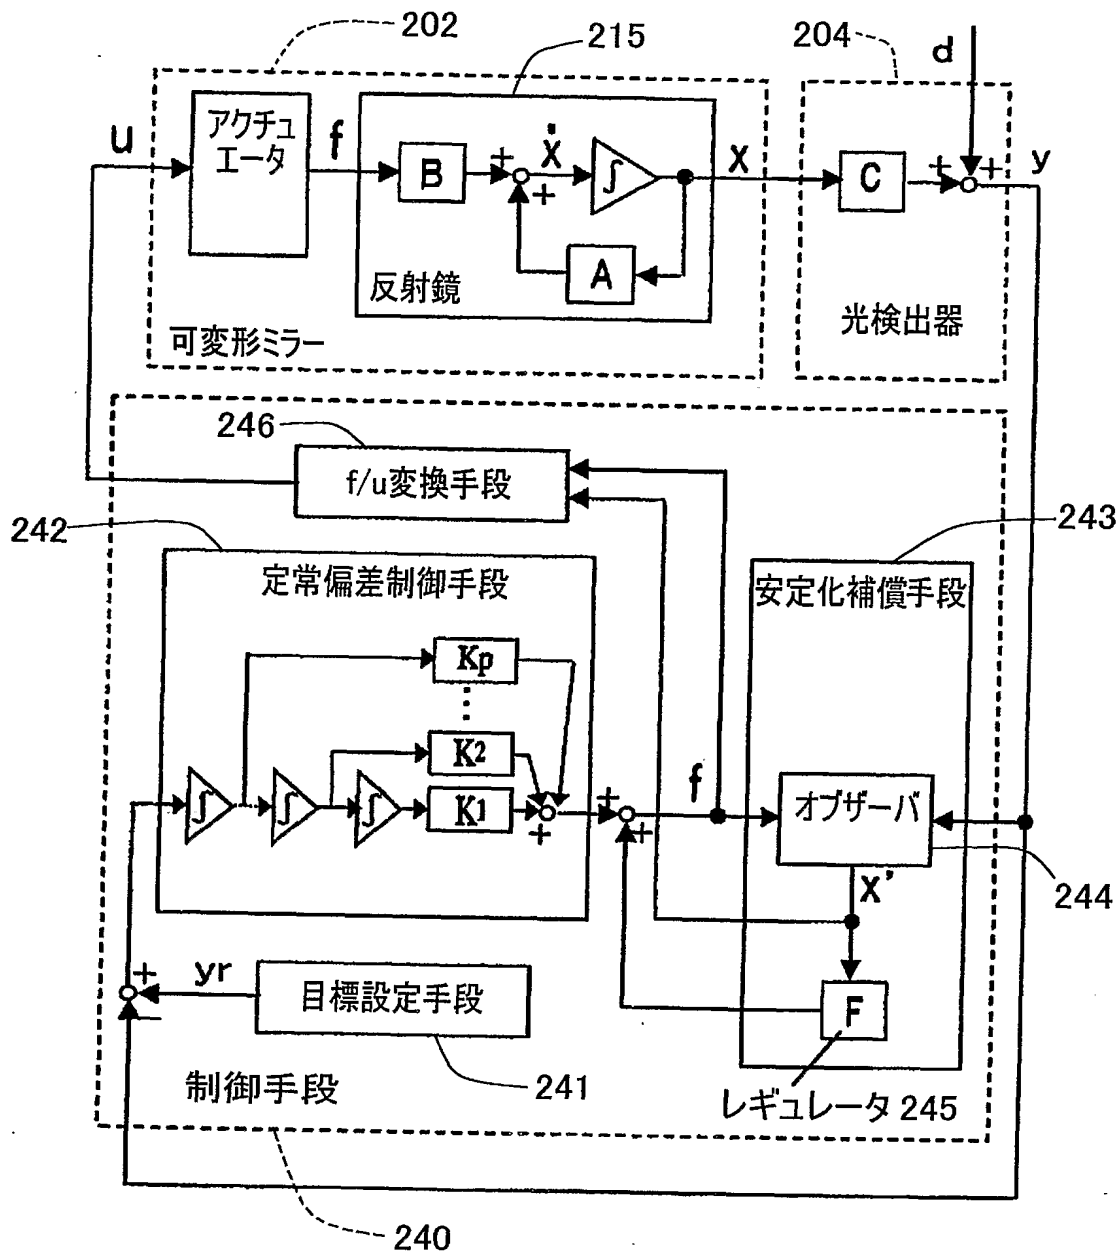 202
215
204
d
アクチュ
エータ
u
f
B
+
+
ẋ
∫
x
C
+
+
y
A
反射鏡
可変形ミラー
光検出器
246
f/u変換手段
242
243
定常偏差制御手段
安定化補償手段
Kp
K2
K1
∫
∫
∫
+
+
+
f
オブザーバ
244
x'
F
+
−
yr
目標設定手段
241
制御手段
レギュレータ 245
240